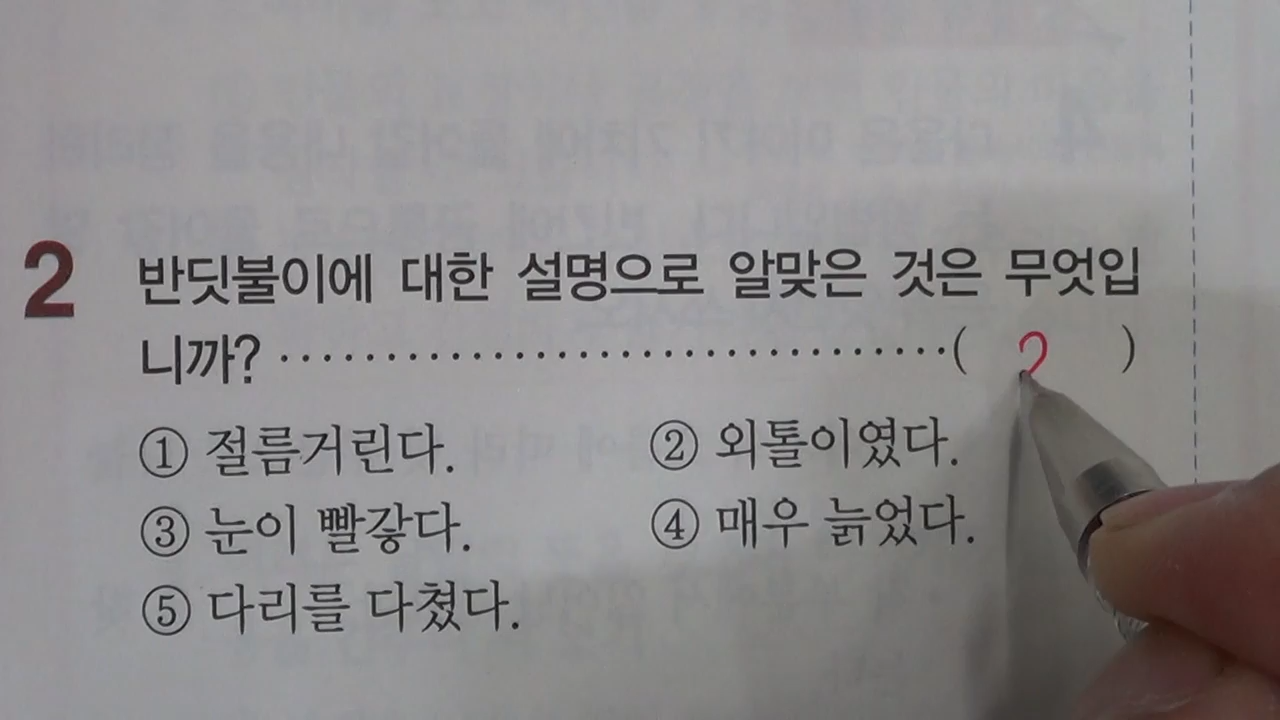 2 반딧불이에 대한 설명으로 알맞은 것은 무엇입
니까? ·································( 2 )
① 절름거린다. ② 외톨이였다.
③ 눈이 빨갛다. ④ 매우 늙었다.
⑤ 다리를 다쳤다.